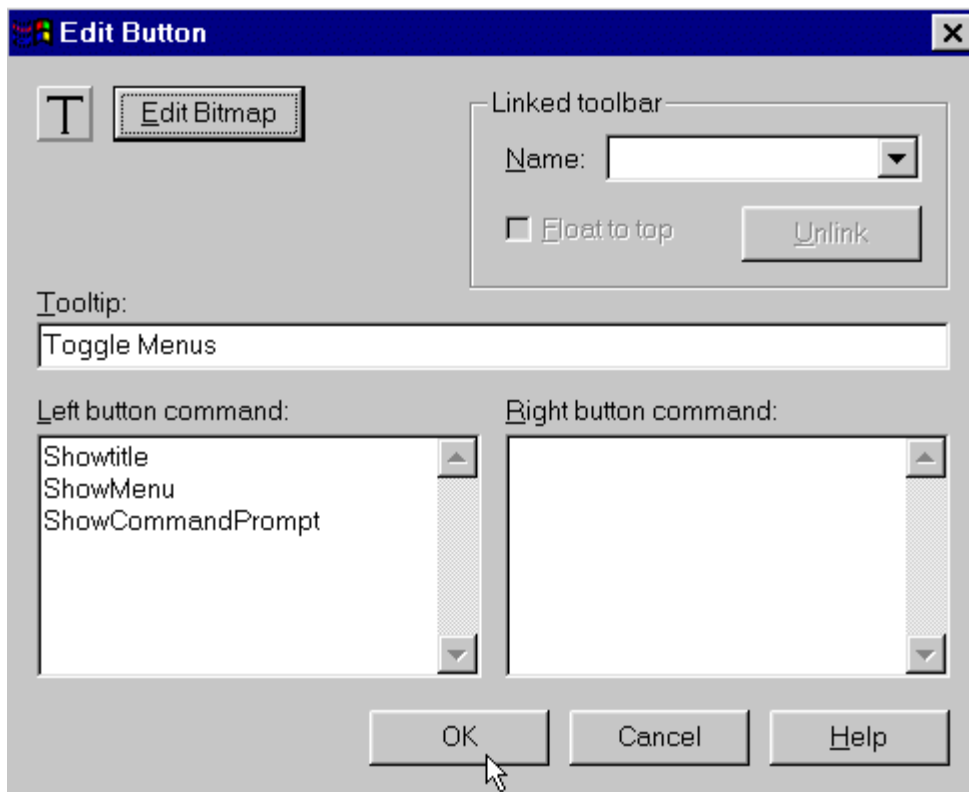 Edit Button
T
Edit Bitmap
Linked toolbar
Name:
Float to top
Unlink
Tooltip:
Toggle Menus
Left button command:
Showtitle
ShowMenu
ShowCommandPrompt
Right button command:
OK
Cancel
Help